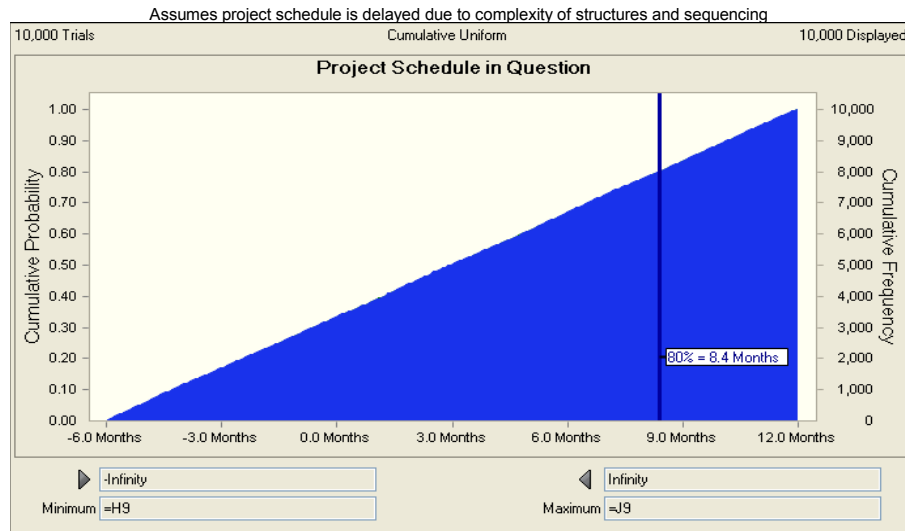 Assumes project schedule is delayed due to complexity of structures and sequencing
10,000 Trials Cumulative Uniform 10,000 Displayed
Project Schedule in Question
Cumulative Probability
1.00
0.90
0.80
0.70
0.60
0.50
0.40
0.30
0.20
0.10
0.00
10,000
9,000
8,000
7,000
6,000
5,000
4,000
3,000
2,000
1,000
0
Cumulative Frequency
80% = 8.4 Months
-6.0 Months -3.0 Months 0.0 Months 3.0 Months 6.0 Months 9.0 Months 12.0 Months
-Infinity Infinity
Minimum =H9 Maximum =J9